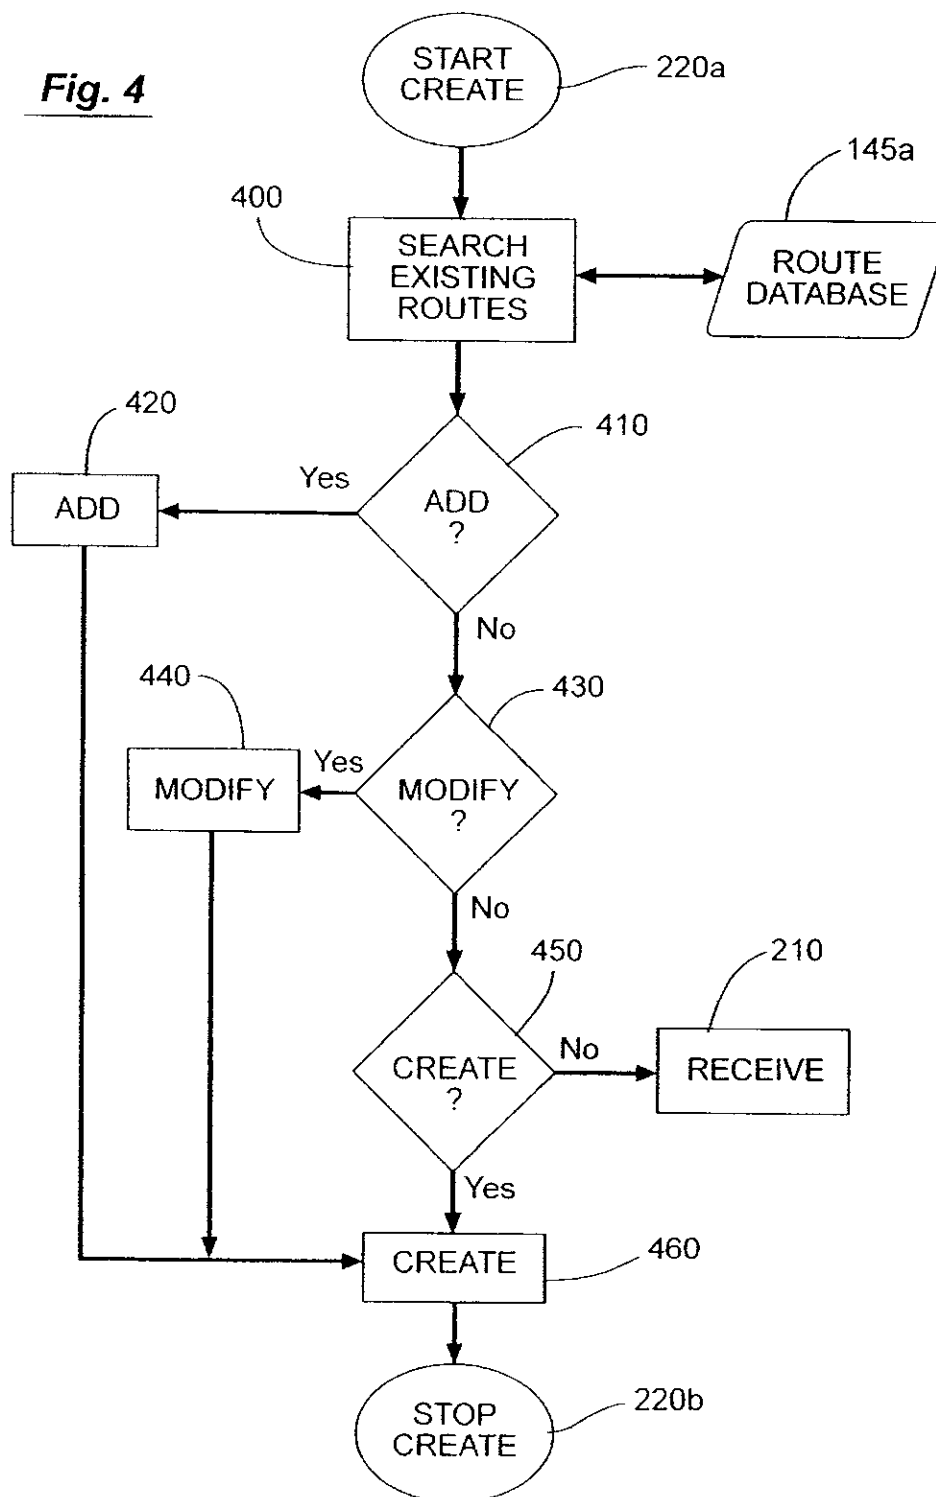 Fig. 4
START
CREATE
220a
145a
400
SEARCH
EXISTING
ROUTES
ROUTE
DATABASE
420
410
Yes
ADD
ADD
?
No
440
430
Yes
MODIFY
MODIFY
?
No
450
210
No
CREATE
?
RECEIVE
Yes
CREATE
460
STOP
CREATE
220b